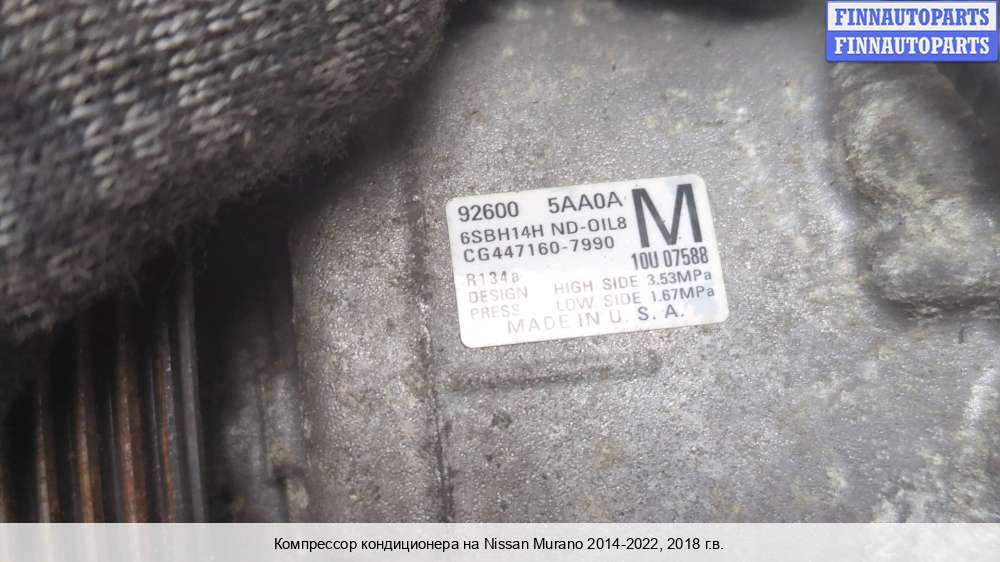 FINNAUTOPARTS
FINNAUTOPARTS
92600 5AA0A M
6SBH14H ND-OIL8
CG447160-7990
10U 07588
R134a
DESIGN HIGH SIDE 3.53MPa
PRESS LOW SIDE 1.67MPa
MADE IN U.S.A.
Компрессор кондиционера на Nissan Murano 2014-2022, 2018 г.в.